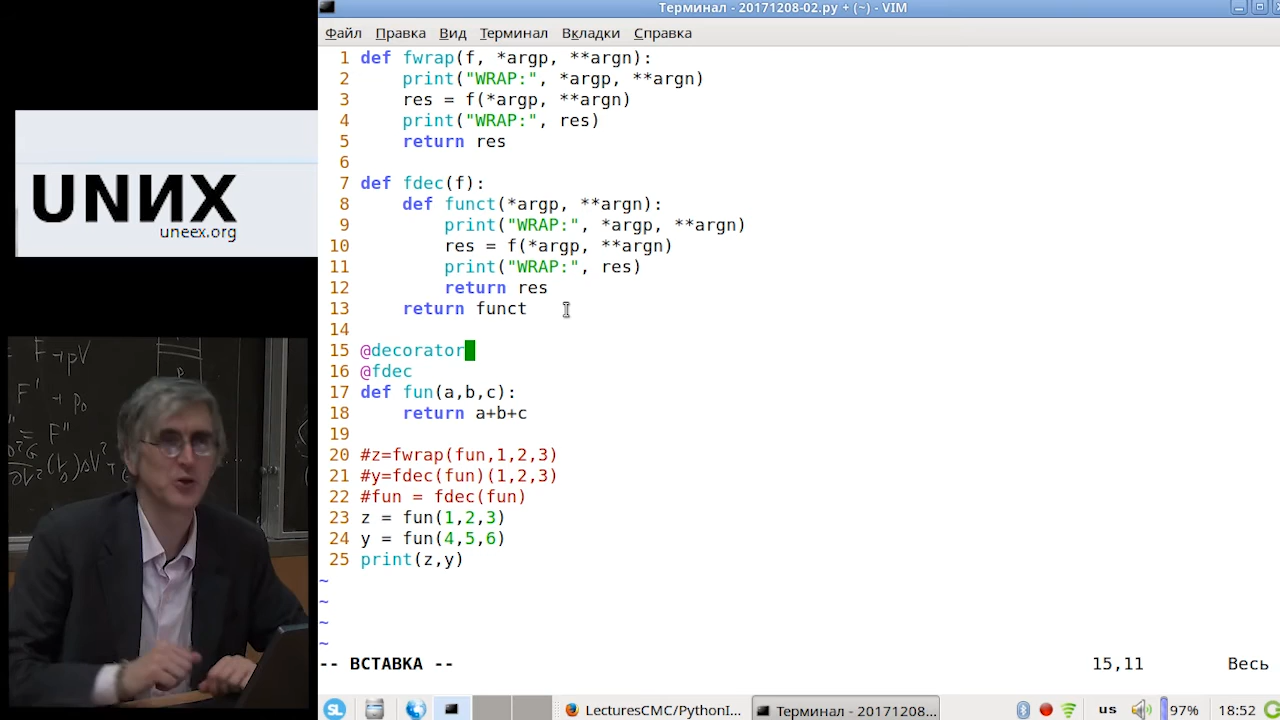 Терминал - 20171208-02.py + (~) - VIM
Файл Правка Вид Терминал Вкладки Справка
1 def fwrap(f, *argp, **argn):
2     print("WRAP:", *argp, **argn)
3     res = f(*argp, **argn)
4     print("WRAP:", res)
5     return res
6
7 def fdec(f):
8     def funct(*argp, **argn):
9         print("WRAP:", *argp, **argn)
10         res = f(*argp, **argn)
11         print("WRAP:", res)
12         return res
13     return funct
14
15 @decorator
16 @fdec
17 def fun(a,b,c):
18     return a+b+c
19
20 #z=fwrap(fun,1,2,3)
21 #y=fdec(fun)(1,2,3)
22 #fun = fdec(fun)
23 z = fun(1,2,3)
24 y = fun(4,5,6)
25 print(z,y)
~
~
~
~
-- ВСТАВКА -- 15,11 Весь
LecturesCMC/PythonI... Терминал - 20171208... us 97% 18:52
UNИX
uneex.org
F→pV
F'
p₀
F"